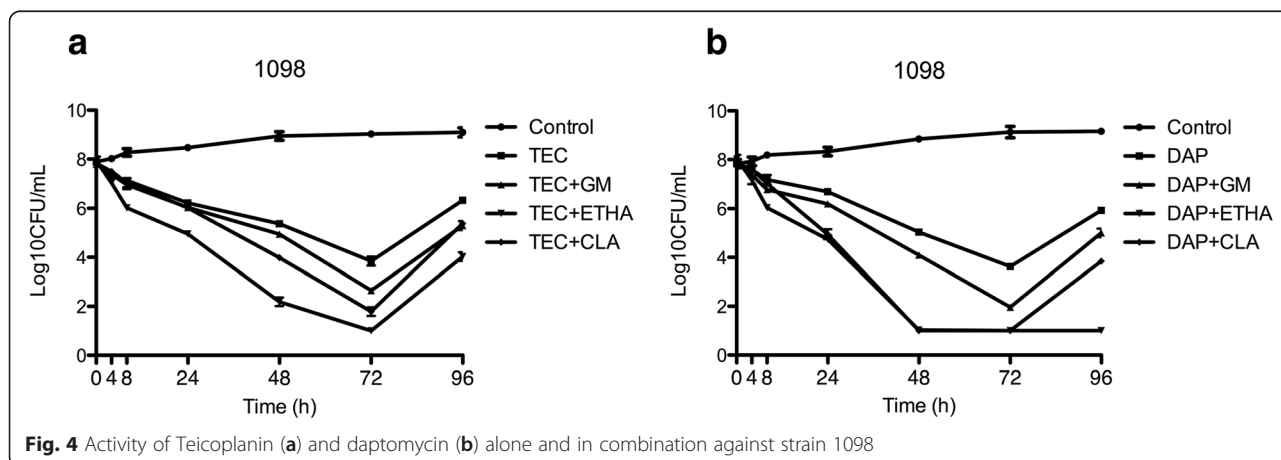 a
1098
10
8
6
4
2
0
Log10CFU/mL
0 4 8 24 48 72 96
Time (h)
Control
TEC
TEC+GM
TEC+ETHA
TEC+CLA
b
1098
10
8
6
4
2
0
Log10CFU/mL
0 4 8 24 48 72 96
Time (h)
Control
DAP
DAP+GM
DAP+ETHA
DAP+CLA
Fig. 4 Activity of Teicoplanin (a) and daptomycin (b) alone and in combination against strain 1098